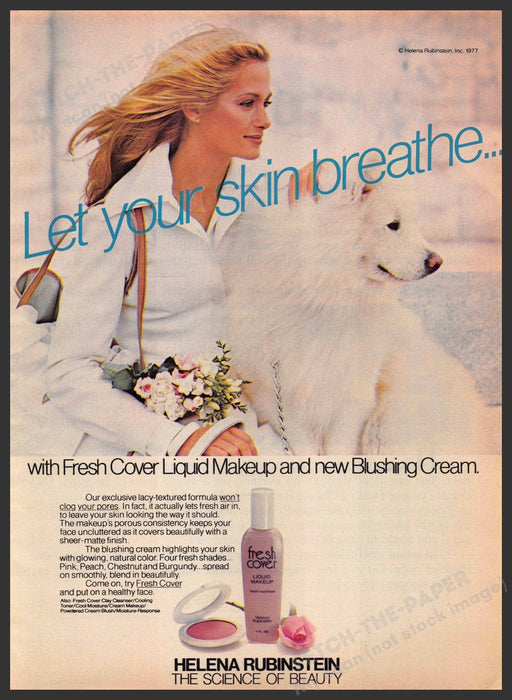 © Helena Rubinstein, Inc. 1977
Let your skin breathe...
with Fresh Cover Liquid Makeup and new Blushing Cream.
Our exclusive lacy-textured formula won't
clog your pores. In fact, it actually lets fresh air in,
to leave your skin looking the way it should.
The makeup's porous consistency keeps your
face uncluttered as it covers beautifully with a
sheer-matte finish.
The blushing cream highlights your skin
with glowing, natural color. Four fresh shades...
Pink, Peach, Chestnut and Burgundy...spread
on smoothly, blend in beautifully.
Come on, try Fresh Cover
and put on a healthy face.
Also: Fresh Cover Clay Cleanser/Cooling
Toner/Cool Moisture/Cream Makeup/
Powdered Cream Blush/Moisture Response
fresh
cover
LIQUID
MAKEUP
Helena
Rubinstein
1 FL. OZ.
HELENA RUBINSTEIN
THE SCIENCE OF BEAUTY